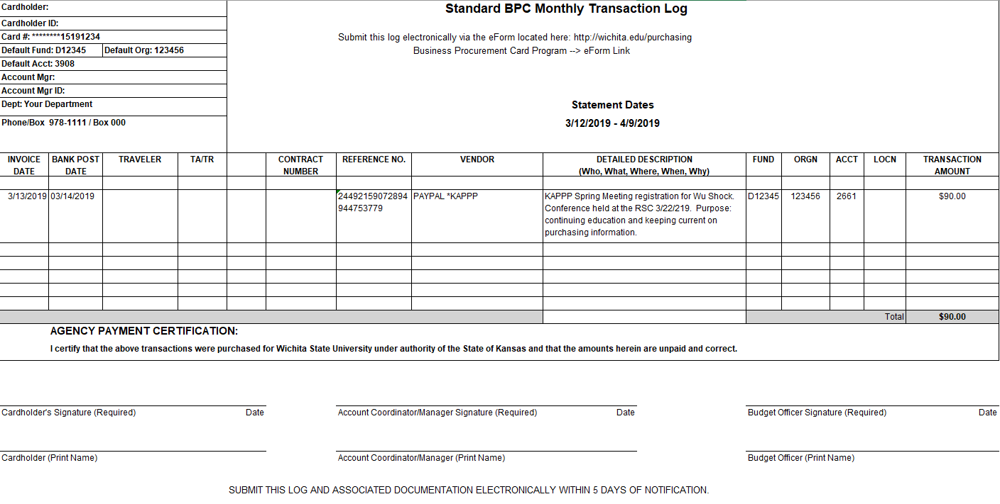 Cardholder:
Standard BPC Monthly Transaction Log
Cardholder ID:
Card #: ********15191234
Submit this log electronically via the eForm located here: http://wichita.edu/purchasing
Default Fund: D12345 Default Org: 123456
Business Procurement Card Program --> eForm Link
Default Acct: 3908
Account Mgr:
Account Mgr ID:
Dept: Your Department
Statement Dates
Phone/Box 978-1111 / Box 000
3/12/2019 - 4/9/2019
INVOICE DATE BANK POST DATE TRAVELER TA/TR CONTRACT NUMBER REFERENCE NO. VENDOR DETAILED DESCRIPTION (Who, What, Where, When, Why) FUND ORGN ACCT LOCN TRANSACTION AMOUNT
3/13/2019 03/14/2019 24492159072894 PAYPAL *KAPPP KAPPP Spring Meeting registration for Wu Shock. D12345 123456 2661 $90.00
944753779 Conference held at the RSC 3/22/219. Purpose:
continuing education and keeping current on
purchasing information.
Total $90.00
AGENCY PAYMENT CERTIFICATION:
I certify that the above transactions were purchased for Wichita State University under authority of the State of Kansas and that the amounts herein are unpaid and correct.
Cardholder's Signature (Required) Date Account Coordinator/Manager Signature (Required) Date Budget Officer Signature (Required) Date
Cardholder (Print Name) Account Coordinator/Manager (Print Name) Budget Officer (Print Name)
SUBMIT THIS LOG AND ASSOCIATED DOCUMENTATION ELECTRONICALLY WITHIN 5 DAYS OF NOTIFICATION.